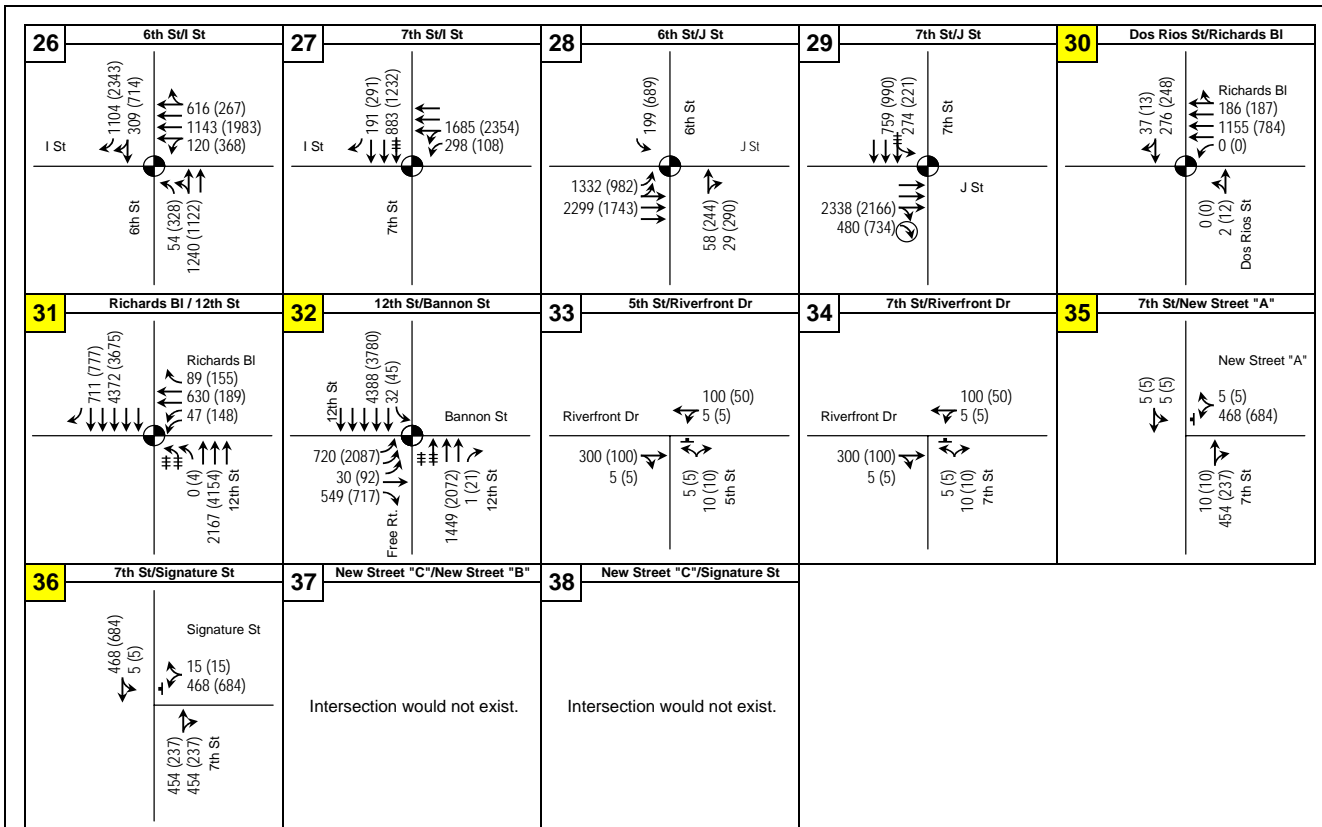 26
6th St/I St
1104 (2343)
309 (714)
616 (267)
1143 (1983)
120 (368)
I St
6th St
54 (328)
1240 (1122)
27
7th St/I St
191 (291)
883 (1232)
1685 (2354)
298 (108)
I St
7th St
28
6th St/J St
199 (689)
6th St
J St
1332 (982)
2299 (1743)
58 (244)
29 (290)
29
7th St/J St
759 (990)
274 (221)
7th St
J St
2338 (2166)
480 (734)
30
Dos Rios St/Richards Bl
37 (13)
276 (248)
Richards Bl
186 (187)
1155 (784)
0 (0)
0 (0)
2 (12)
Dos Rios St
31
Richards Bl / 12th St
711 (777)
4372 (3675)
Richards Bl
89 (155)
630 (189)
47 (148)
0 (4)
2167 (4154)
12th St
32
12th St/Bannon St
12th St
4388 (3780)
32 (45)
Bannon St
720 (2087)
30 (92)
549 (717)
Free Rt.
1449 (2072)
1 (21)
12th St
33
5th St/Riverfront Dr
100 (50)
5 (5)
Riverfront Dr
300 (100)
5 (5)
5 (5)
10 (10)
5th St
34
7th St/Riverfront Dr
100 (50)
5 (5)
Riverfront Dr
300 (100)
5 (5)
5 (5)
10 (10)
7th St
35
7th St/New Street "A"
New Street "A"
5 (5)
5 (5)
5 (5)
468 (684)
10 (10)
454 (237)
7th St
36
7th St/Signature St
468 (684)
5 (5)
Signature St
15 (15)
468 (684)
454 (237)
454 (237)
7th St
37
New Street "C"/New Street "B"
Intersection would not exist.
38
New Street "C"/Signature St
Intersection would not exist.